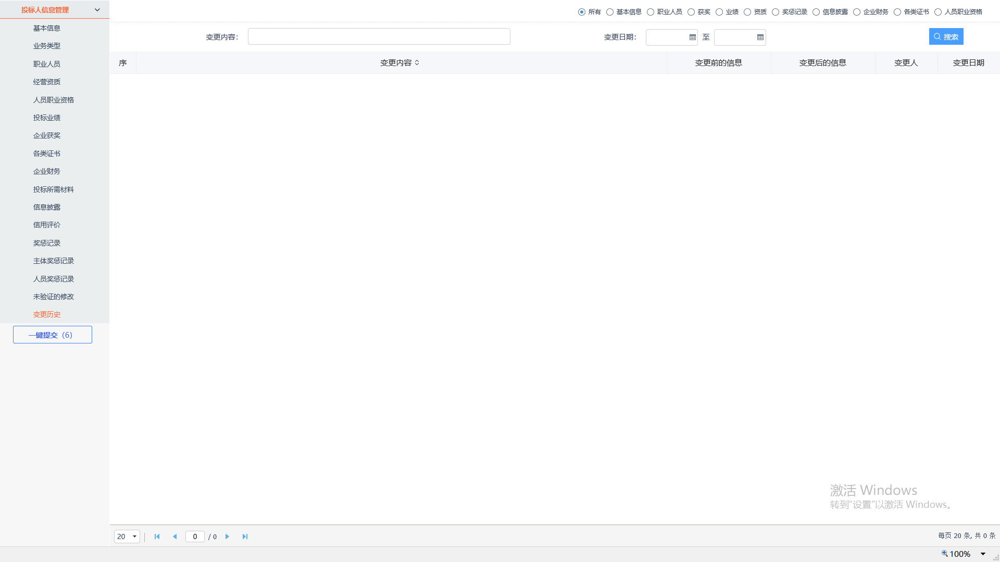 投标人信息管理
基本信息
业务类型
职业人员
经营资质
人员职业资格
投标业绩
企业获奖
各类证书
企业财务
投标所需材料
信息披露
信用评价
奖惩记录
主体奖惩记录
人员奖惩记录
未验证的修改
变更历史
一键提交（6）
所有 基本信息 职业人员 获奖 业绩 资质 奖惩记录 信息披露 企业财务 各类证书 人员职业资格
变更内容： 变更日期： 至 搜索
序 变更内容 变更前的信息 变更后的信息 变更人 变更日期
激活 Windows
转到“设置”以激活 Windows。
20 0 / 0 每页 20 条, 共 0 条
100%